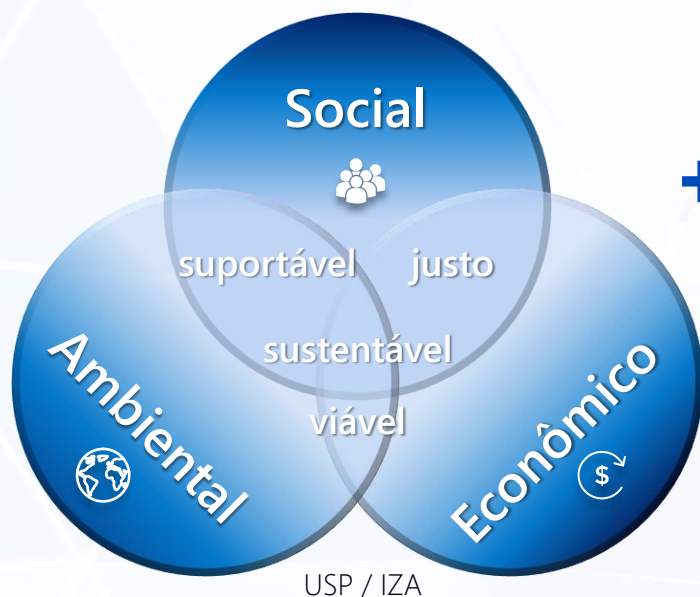 Social
suportável justo
sustentável
viável
Ambiental
Econômico
$
USP / IZA